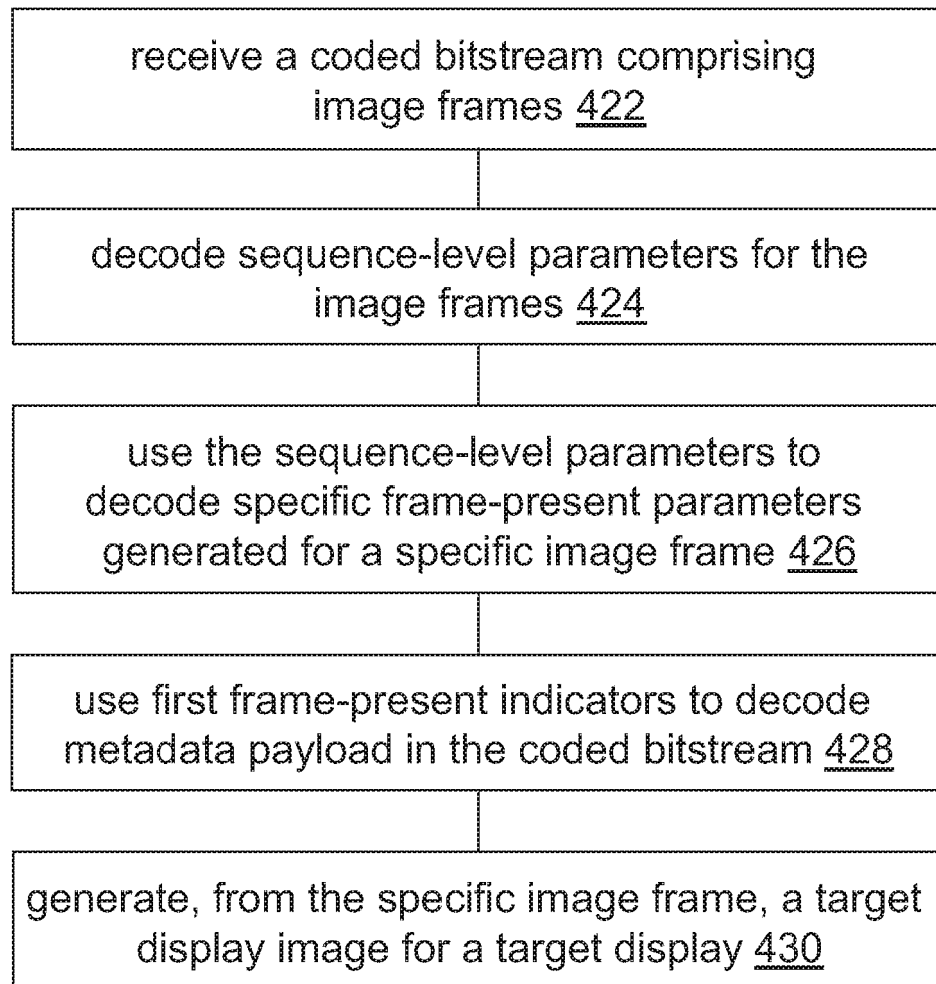 receive a coded bitstream comprising
image frames 422
decode sequence-level parameters for the
image frames 424
use the sequence-level parameters to
decode specific frame-present parameters
generated for a specific image frame 426
use first frame-present indicators to decode
metadata payload in the coded bitstream 428
generate, from the specific image frame, a target
display image for a target display 430